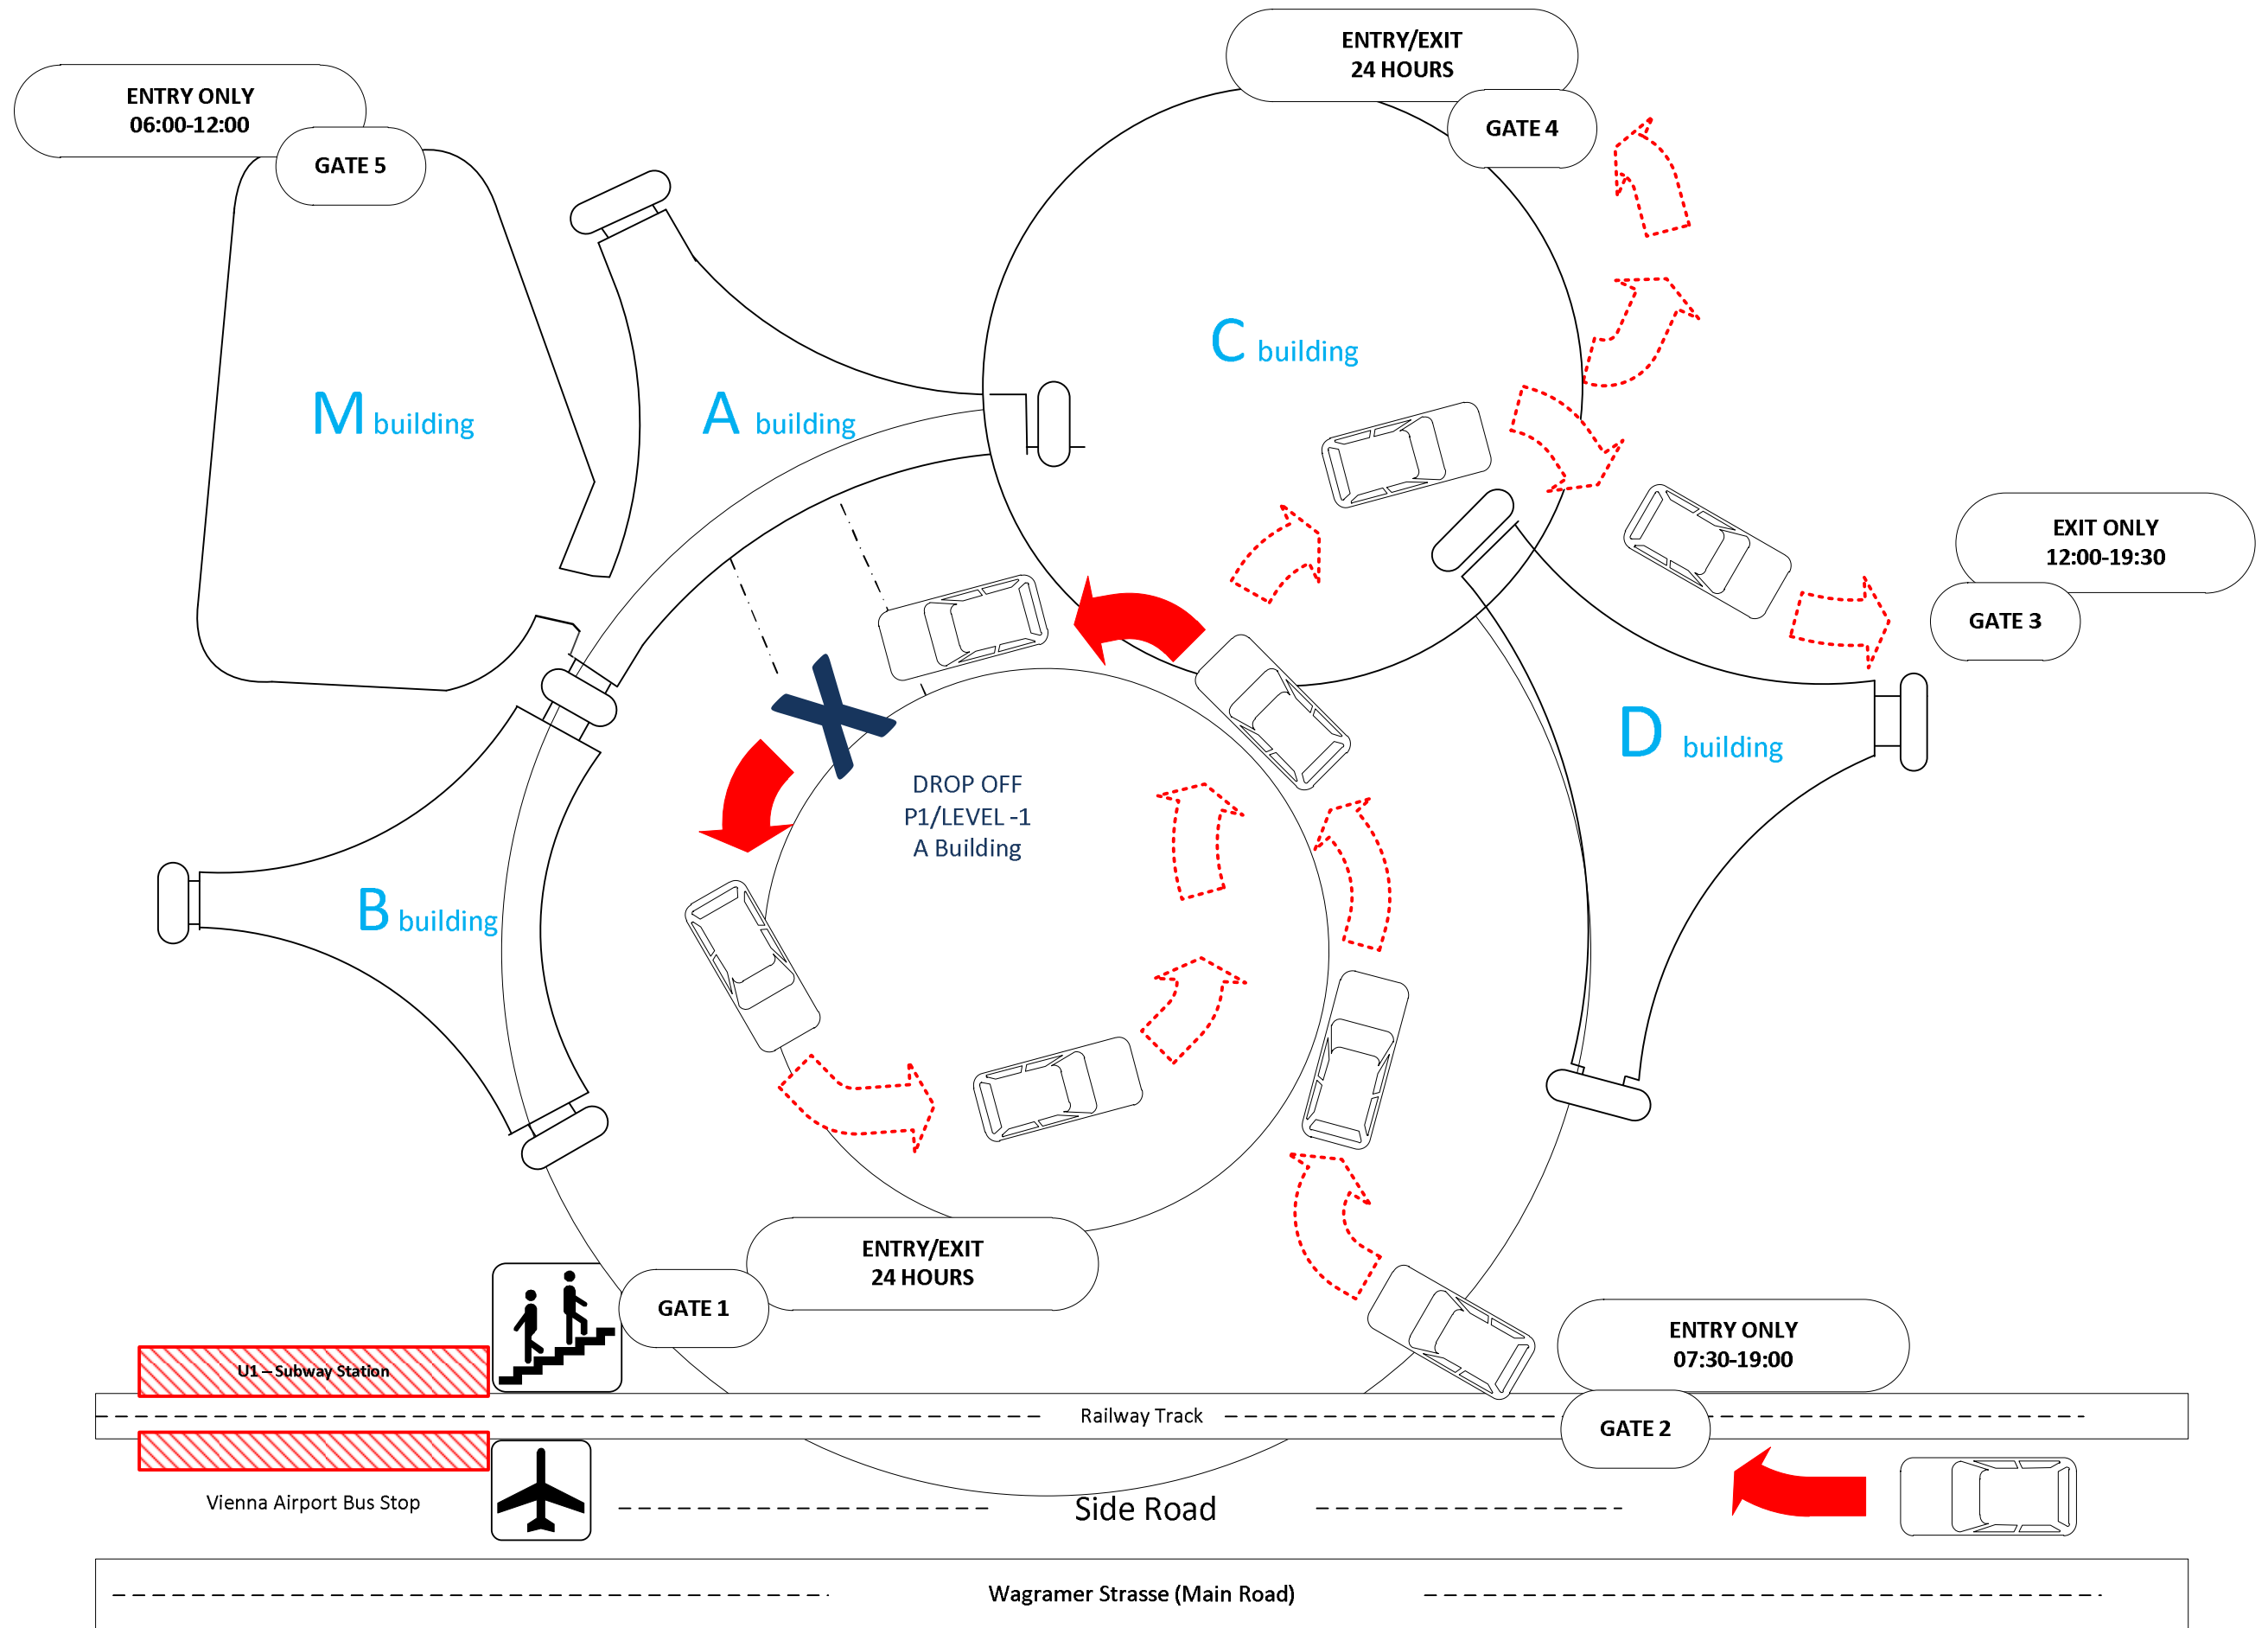 ENTRY/EXIT
24 HOURS
GATE 4
ENTRY ONLY
06:00-12:00
GATE 5
C building
M building
A building
EXIT ONLY
12:00-19:30
GATE 3
D building
DROP OFF
P1/LEVEL -1
A Building
B building
ENTRY/EXIT
24 HOURS
GATE 1
ENTRY ONLY
07:30-19:00
GATE 2
U1 – Subway Station
Railway Track
Vienna Airport Bus Stop
Side Road
Wagramer Strasse (Main Road)